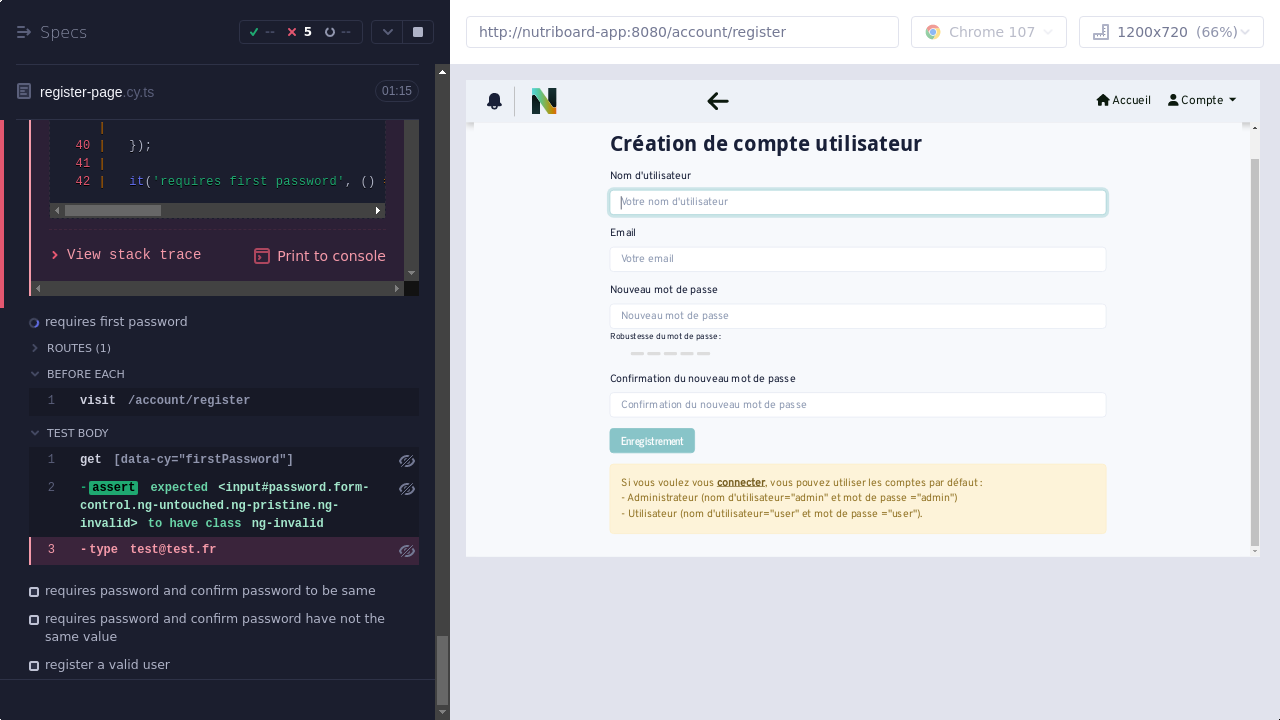 Specs
--
5
--
register-page.cy.ts
01:15
|
40 | });
41 |
42 | it('requires first password', ()
View stack trace
Print to console
requires first password
ROUTES (1)
BEFORE EACH
1 visit /account/register
TEST BODY
1 get [data-cy="firstPassword"]
2 -assert expected <input#password.form-
control.ng-untouched.ng-pristine.ng-
invalid> to have class ng-invalid
3 -type test@test.fr
requires password and confirm password to be same
requires password and confirm password have not the
same value
register a valid user
http://nutriboard-app:8080/account/register
Chrome 107
1200x720 (66%)
Accueil
Compte
Création de compte utilisateur
Nom d'utilisateur
Votre nom d'utilisateur
Email
Votre email
Nouveau mot de passe
Nouveau mot de passe
Robustesse du mot de passe :
Confirmation du nouveau mot de passe
Confirmation du nouveau mot de passe
Enregistrement
Si vous voulez vous connecter, vous pouvez utiliser les comptes par défaut :
- Administrateur (nom d'utilisateur="admin" et mot de passe ="admin")
- Utilisateur (nom d'utilisateur="user" et mot de passe ="user").